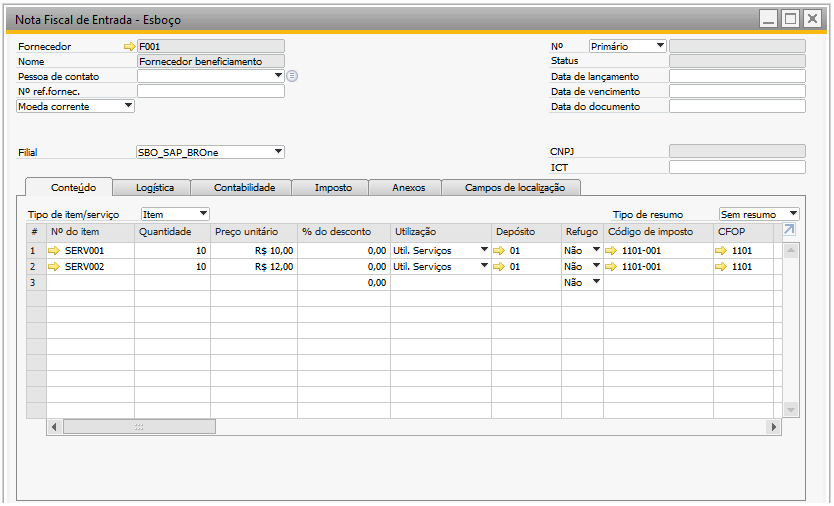 Nota Fiscal de Entrada - Esboço
Fornecedor F001 Nº Primário
Nome Fornecedor beneficiamento Status
Pessoa de contato Data de lançamento
Nº ref.fornec. Data de vencimento
Moeda corrente Data do documento
Filial SBO_SAP_BROne CNPJ
ICT
Conteúdo Logística Contabilidade Imposto Anexos Campos de localização
Tipo de item/serviço Item Tipo de resumo Sem resumo
# Nº do item Quantidade Preço unitário % do desconto Utilização Depósito Refugo Código de imposto CFOP
1 SERV001 10 R$ 10,00 0,00 Util. Serviços 01 Não 1101-001 1101
2 SERV002 10 R$ 12,00 0,00 Util. Serviços 01 Não 1101-001 1101
3 0,00 Não